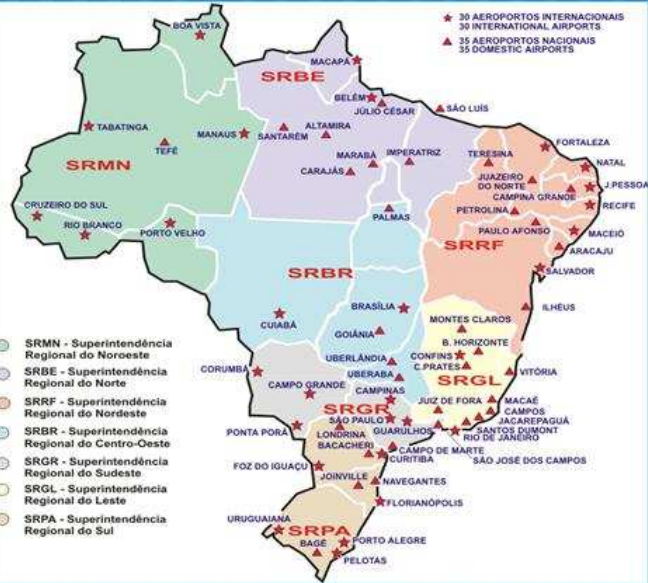 30 AEROPORTOS INTERNACIONAIS
30 INTERNATIONAL AIRPORTS
35 AEROPORTOS NACIONAIS
35 DOMESTIC AIRPORTS
BOA VISTA
MACAPÁ
SRBE
BELÉM
JÚLIO CÉSAR
SÃO LUÍS
TABATINGA
MANAUS
SANTARÉM
ALTAMIRA
TEFÉ
SRMN
MARABÁ
IMPERATRIZ
CARAJÁS
TERESINA
FORTALEZA
NATAL
JUAZEIRO
DO NORTE
CAMPINA GRANDE
J.PESSOA
RECIFE
PETROLINA
PAULO AFONSO
MACEIÓ
ARACAJU
SRRF
SALVADOR
CRUZEIRO DO SUL
RIO BRANCO
PORTO VELHO
PALMAS
SRBR
ILHÉUS
BRASÍLIA
CUIABÁ
GOIÂNIA
MONTES CLAROS
B. HORIZONTE
CONFINS
C.PRATES
SRGL
VITÓRIA
UBERLÂNDIA
UBERABA
CORUMBÁ
CAMPO GRANDE
CAMPINAS
JUIZ DE FORA
MACAÉ
CAMPOS
JACAREPAGUÁ
SANTOS DUMONT
RIO DE JANEIRO
SÃO JOSÉ DOS CAMPOS
SRGR
SÃO PAULO
GUARULHOS
PONTA PORÃ
LONDRINA
BACACHERI
CAMPO DE MARTE
CURITIBA
FOZ DO IGUAÇU
JOINVILLE
NAVEGANTES
FLORIANÓPOLIS
URUGUAIANA
SRPA
BAGÉ
PORTO ALEGRE
PELOTAS
SRMN - Superintendência
Regional do Noroeste
SRBE - Superintendência
Regional do Norte
SRRF - Superintendência
Regional do Nordeste
SRBR - Superintendência
Regional do Centro-Oeste
SRGR - Superintendência
Regional do Sudeste
SRGL - Superintendência
Regional do Leste
SRPA - Superintendência
Regional do Sul